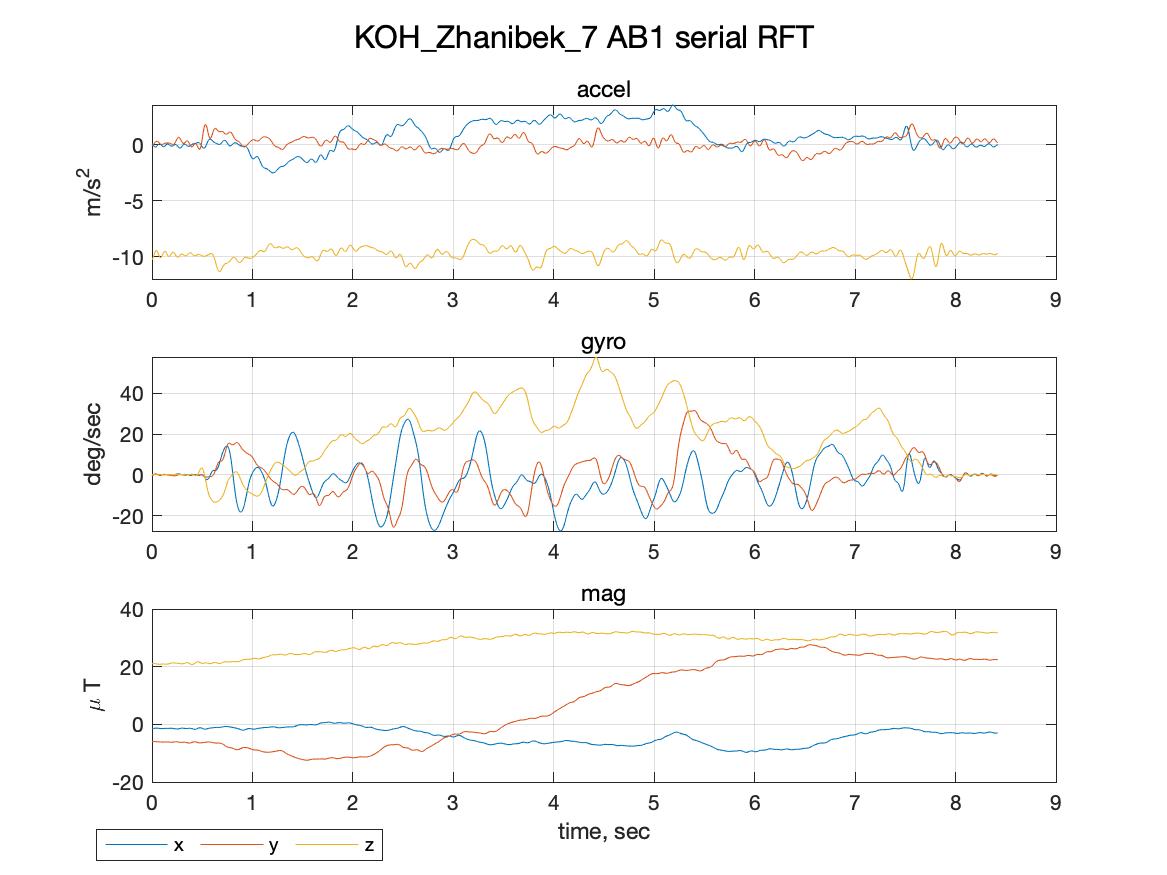 KOH_Zhanibek_7 AB1 serial RFT
accel
0
-5
-10
m/s2
0 1 2 3 4 5 6 7 8 9
gyro
40
20
0
-20
deg/sec
0 1 2 3 4 5 6 7 8 9
mag
40
20
0
-20
μ T
0 1 2 3 4 5 6 7 8 9
time, sec
x y z